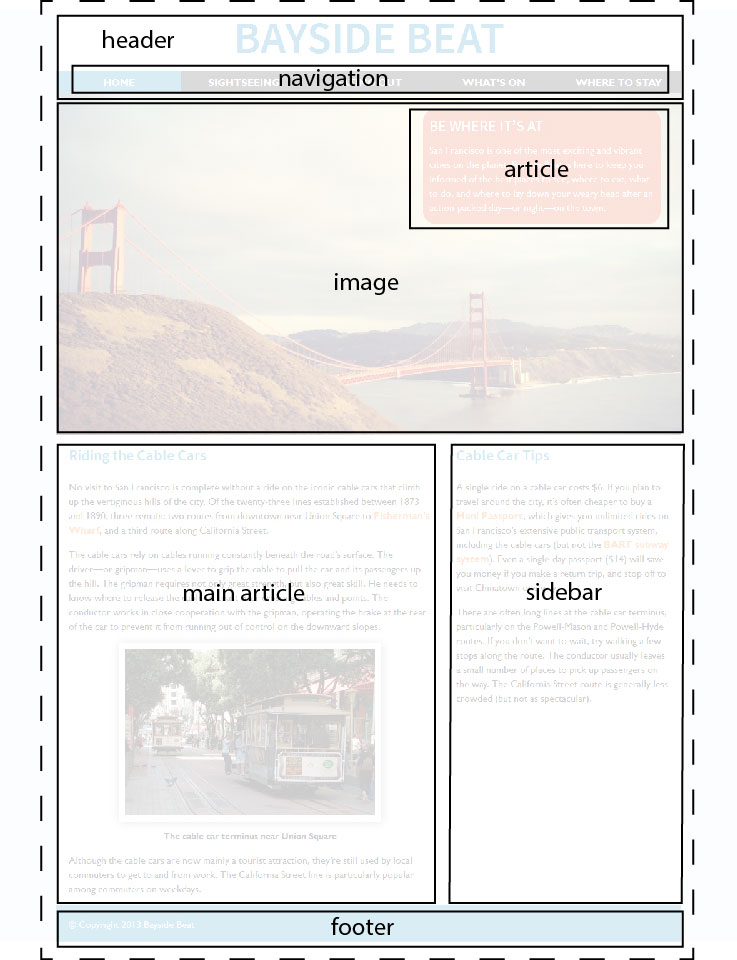 header
BAYSIDE BEAT
navigation
HOME SIGHTSEEING WHAT'S ON WHERE TO STAY
BE WHERE IT'S AT
San Francisco is one of the most exciting and vibrant
cities on the here to keep you
informed of the where to eat, what
to do, and where to lay down your weary head after an
action-packed day—or night—on the town.
article
image
Riding the Cable Cars
No visit to San Francisco is complete without a ride on the iconic cable cars that climb
up the vertiginous hills of the city. Of the twenty-three lines established between 1873
and 1890, three remain: two routes from downtown near Union Square to Fisherman's
Wharf, and a third route along California Street.
The cable cars rely on cables running constantly beneath the road's surface. The
driver—or gripman—uses a lever to grip the cable to pull the car and its passengers up
the hill. The gripman requires not only great strength, but also great skill. He needs to
know where to release the and points. The
conductor works in close cooperation with the gripman, operating the brake at the rear
of the car to prevent it from running out of control on the downward slopes.
main article
The cable car terminus near Union Square
Although the cable cars are now mainly a tourist attraction, they're still used by local
commuters to get to and from work. The California Street line is particularly popular
among commuters on weekdays.
Cable Car Tips
A single ride on a cable car costs $6. If you plan to
travel around the city, it's often cheaper to buy a
Muni Passport, which gives you unlimited rides on
San Francisco's extensive public transport system,
including the cable cars (but not the BART subway
system). Even a single-day passport ($14) will save
you money if you make a return trip, and stop off to
visit Chinatown
sidebar
There are often long lines at the cable car terminus,
particularly on the Powell-Mason and Powell-Hyde
routes. If you don't want to wait, try walking a few
stops along the route. The conductor usually leaves
a small number of places to pick up passengers on
the way. The California Street route is generally less
crowded (but not as spectacular).
© Copyright 2013 Bayside Beat
footer